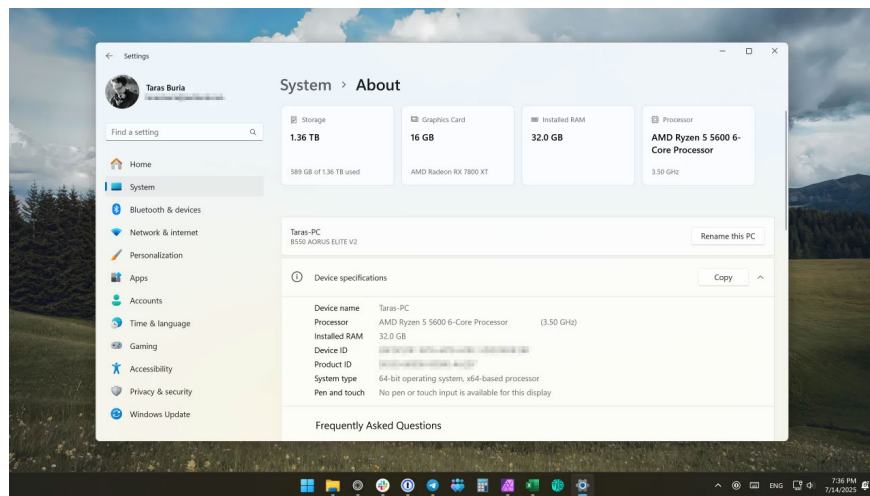 Settings
Taras Buria
Find a setting
Home
System
Bluetooth & devices
Network & internet
Personalization
Apps
Accounts
Time & language
Gaming
Accessibility
Privacy & security
Windows Update
System > About
Storage
1.36 TB
589 GB of 1.36 TB used
Graphics Card
16 GB
AMD Radeon RX 7800 XT
Installed RAM
32.0 GB
Processor
AMD Ryzen 5 5600 6-
Core Processor
3.50 GHz
Taras-PC
B550 AORUS ELITE V2
Rename this PC
Device specifications
Copy
Device name Taras-PC
Processor AMD Ryzen 5 5600 6-Core Processor (3.50 GHz)
Installed RAM 32.0 GB
Device ID
Product ID
System type 64-bit operating system, x64-based processor
Pen and touch No pen or touch input is available for this display
Frequently Asked Questions
ENG
7:36 PM
7/14/2025